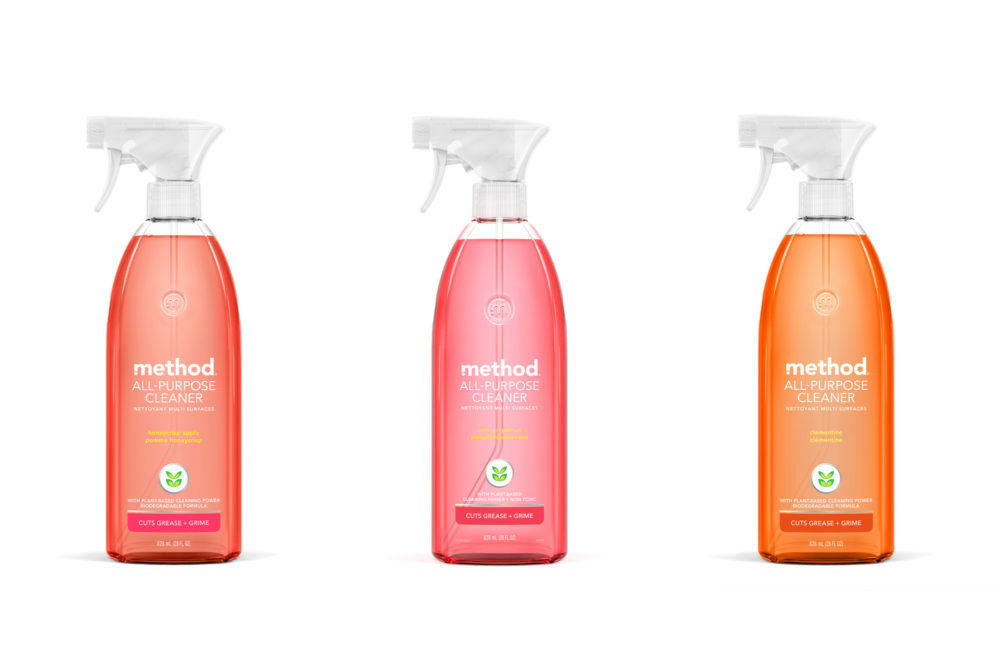 method
ALL-PURPOSE
CLEANER
NETTOYANT MULTI SURFACES
honeycrisp apple
pomme honeycrisp
WITH PLANT-BASED CLEANING POWER
BIODEGRADABLE FORMULA
CUTS GREASE + GRIME
828 mL (28 FL OZ)
method
ALL-PURPOSE
CLEANER
NETTOYANT MULTI SURFACES
pink grapefruit
WITH PLANT-BASED
CLEANING POWER + NON-TOXIC
CUTS GREASE + GRIME
828 mL (28 FL OZ)
method
ALL-PURPOSE
CLEANER
NETTOYANT MULTI SURFACES
clementine
clémentine
WITH PLANT-BASED CLEANING POWER
BIODEGRADABLE FORMULA
CUTS GREASE + GRIME
828 mL (28 FL OZ)